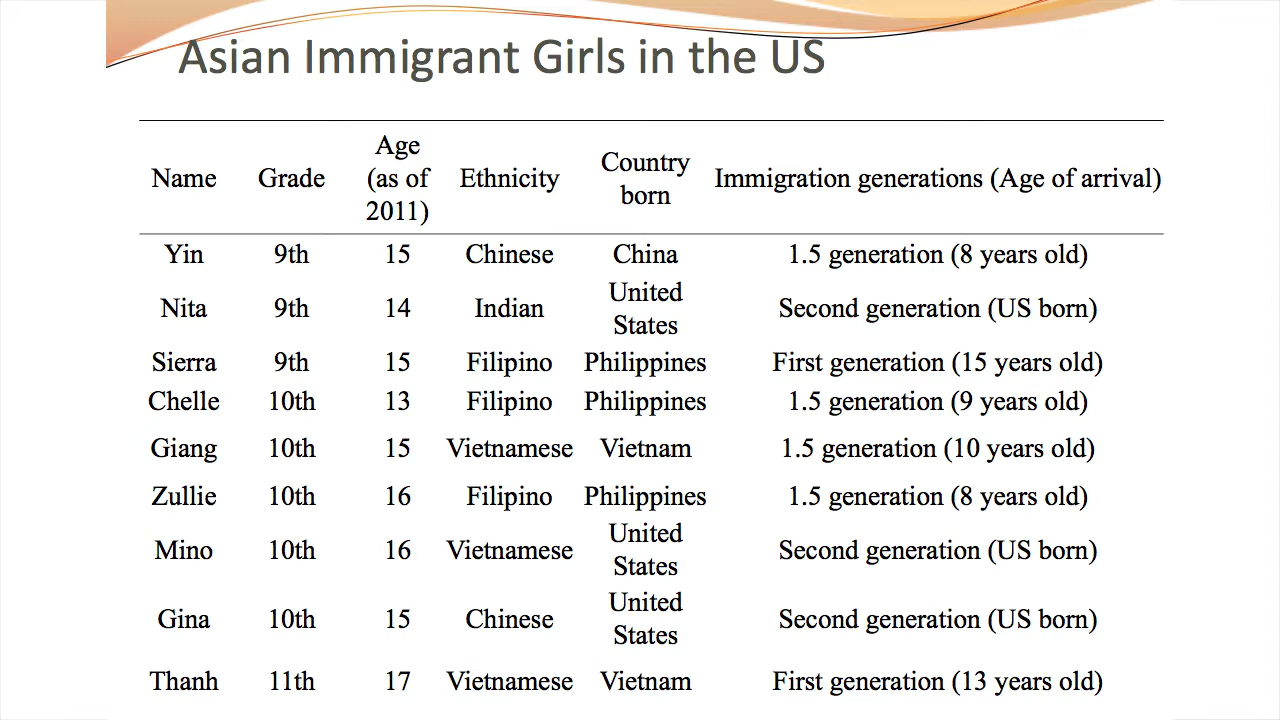 Asian Immigrant Girls in the US
Name Grade Age (as of 2011) Ethnicity Country born Immigration generations (Age of arrival)
Yin 9th 15 Chinese China 1.5 generation (8 years old)
Nita 9th 14 Indian United States Second generation (US born)
Sierra 9th 15 Filipino Philippines First generation (15 years old)
Chelle 10th 13 Filipino Philippines 1.5 generation (9 years old)
Giang 10th 15 Vietnamese Vietnam 1.5 generation (10 years old)
Zullie 10th 16 Filipino Philippines 1.5 generation (8 years old)
Mino 10th 16 Vietnamese United States Second generation (US born)
Gina 10th 15 Chinese United States Second generation (US born)
Thanh 11th 17 Vietnamese Vietnam First generation (13 years old)